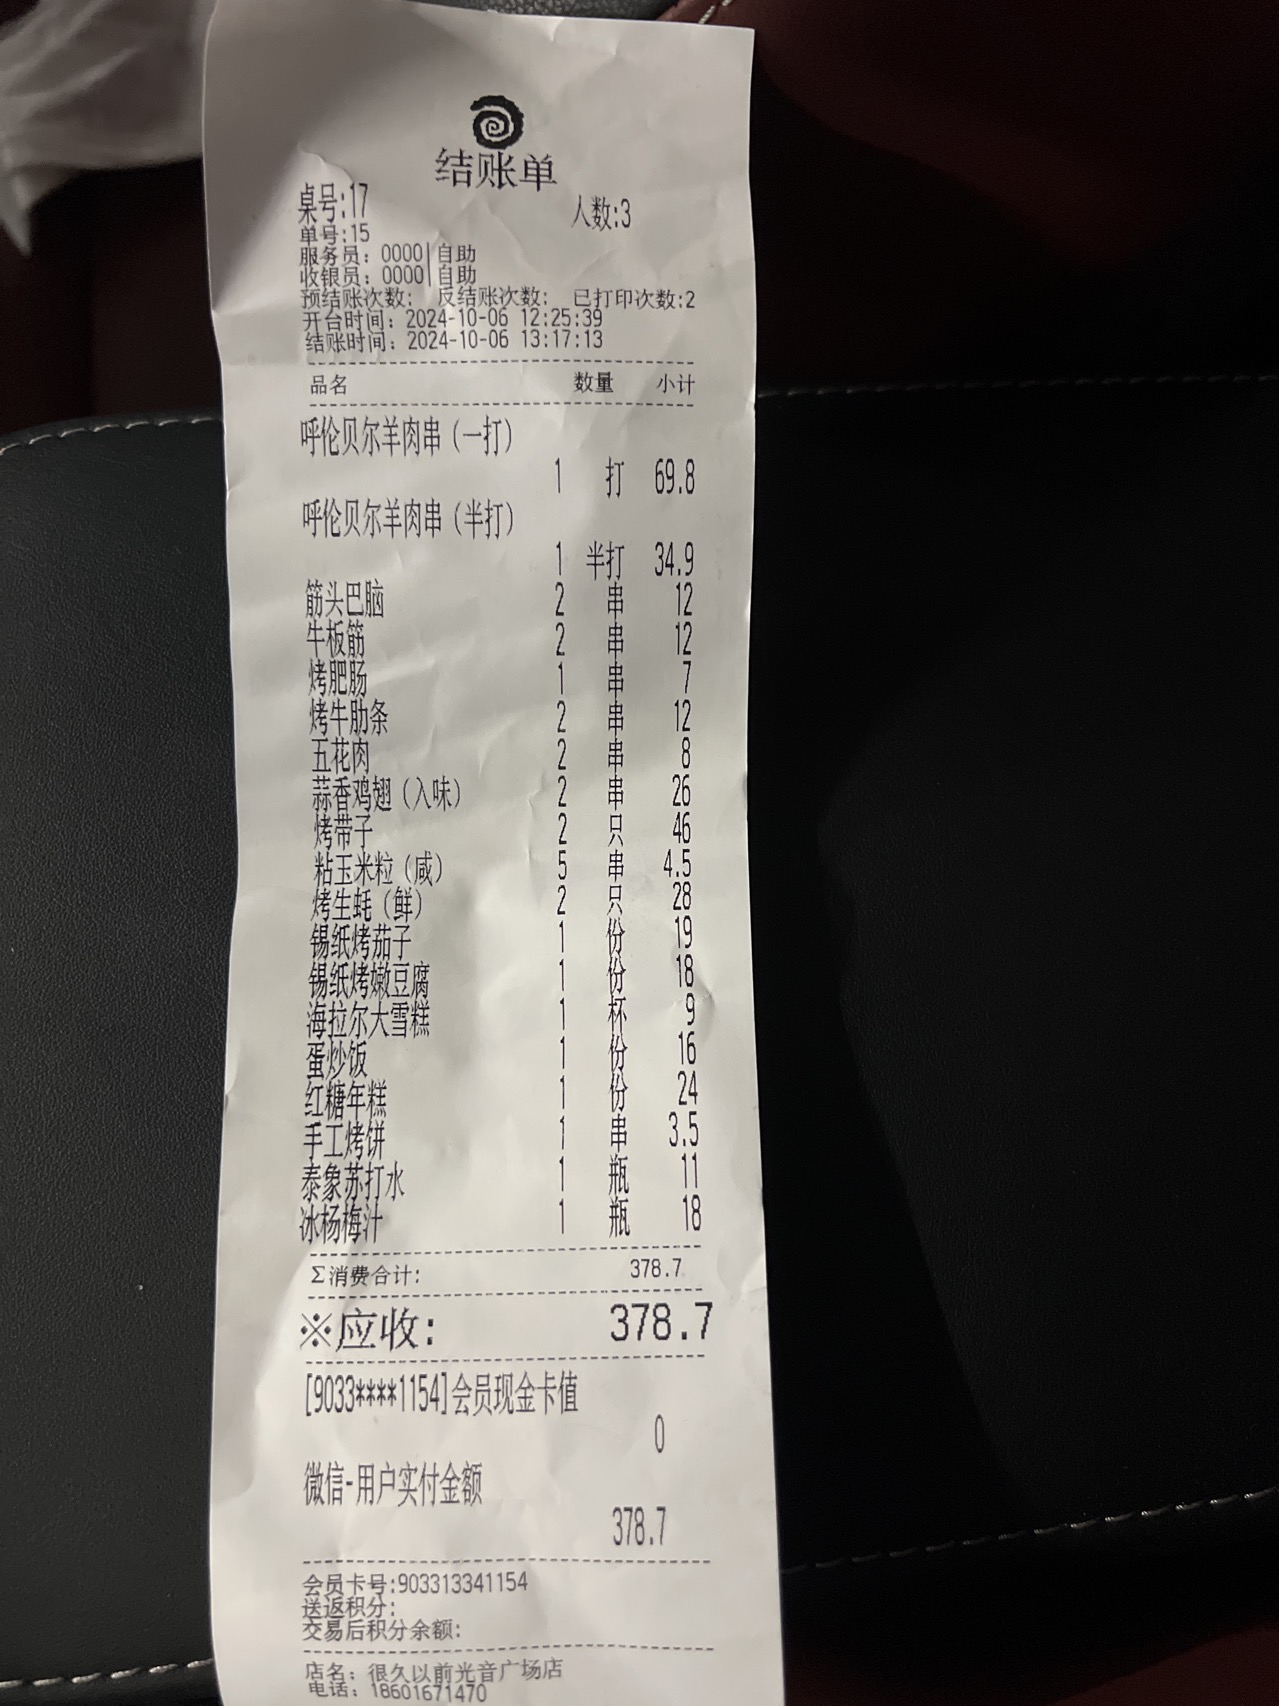 结账单
桌号:17 人数:3
单号:15
服务员: 0000|自助
收银员: 0000|自助
预结账次数: 反结账次数: 已打印次数:2
开台时间: 2024-10-06 12:25:39
结账时间: 2024-10-06 13:17:13
品名 数量 小计
呼伦贝尔羊肉串(一打)
1 打 69.8
呼伦贝尔羊肉串(半打)
1 半打 34.9
筋头巴脑 2 串 12
牛板筋 2 串 12
烤肥肠 1 串 7
烤牛肋条 2 串 12
五花肉 2 串 8
蒜香鸡翅(入味) 2 串 26
烤带子 2 只 46
粘玉米粒(咸) 5 串 4.5
烤生蚝(鲜) 2 只 28
锡纸烤茄子 1 份 19
锡纸烤嫩豆腐 1 份 18
海拉尔大雪糕 1 杯 9
蛋炒饭 1 份 16
红糖年糕 1 份 24
手工烤饼 1 串 3.5
泰象苏打水 1 瓶 11
冰杨梅汁 1 瓶 18
Σ消费合计: 378.7
※应收: 378.7
[9033****1154]会员现金卡值
0
微信-用户实付金额
378.7
会员卡号:903313341154
送返积分:
交易后积分余额:
店名: 很久以前光音广场店
电话: 18601671470